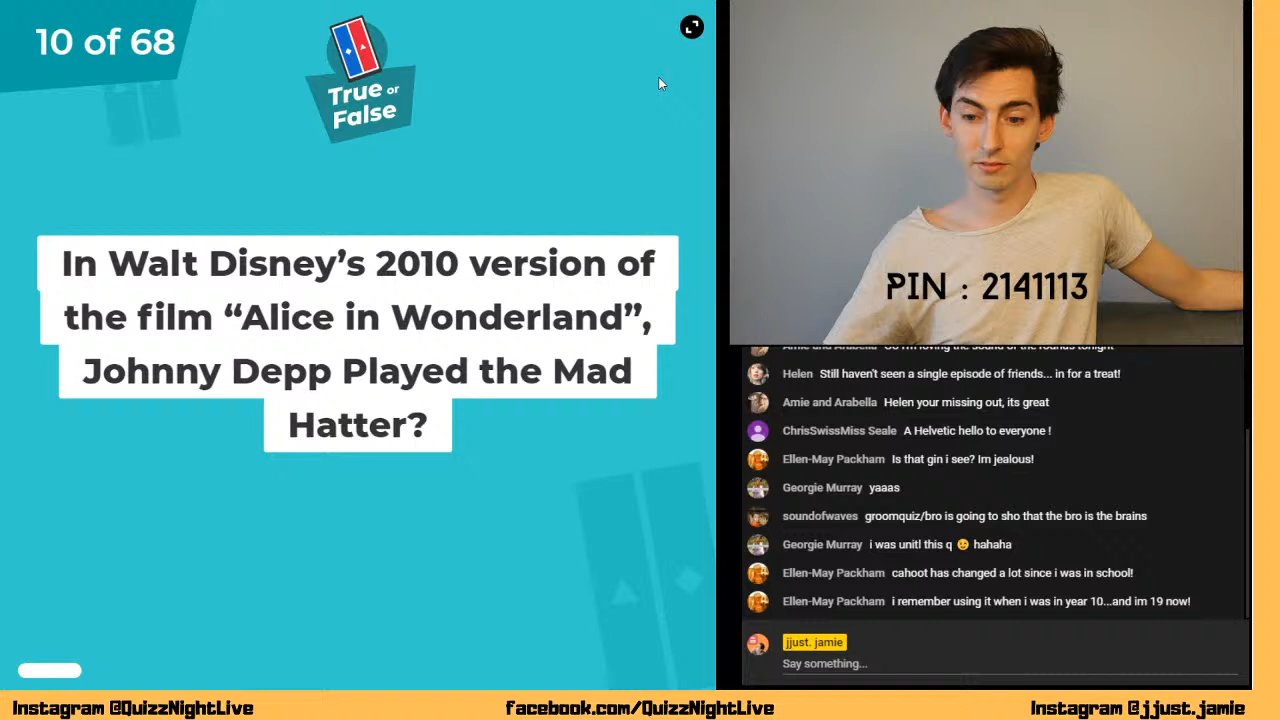 10 of 68
True or
False
In Walt Disney’s 2010 version of
the film “Alice in Wonderland”,
Johnny Depp Played the Mad
Hatter?
PIN : 2141113
Helen Still haven't seen a single episode of friends... in for a treat!
Amie and Arabella Helen your missing out, its great
ChrisSwissMiss Seale A Helvetic hello to everyone !
Ellen-May Packham Is that gin i see? Im jealous!
Georgie Murray yaaas
soundofwaves groomquiz/bro is going to sho that the bro is the brains
Georgie Murray i was unitl this q 😉 hahaha
Ellen-May Packham cahoot has changed a lot since i was in school!
Ellen-May Packham i remember using it when i was in year 10...and im 19 now!
jjust. jamie
Say something...
Instagram @QuizzNightLive
facebook.com/QuizzNightLive
Instagram @jjust.jamie